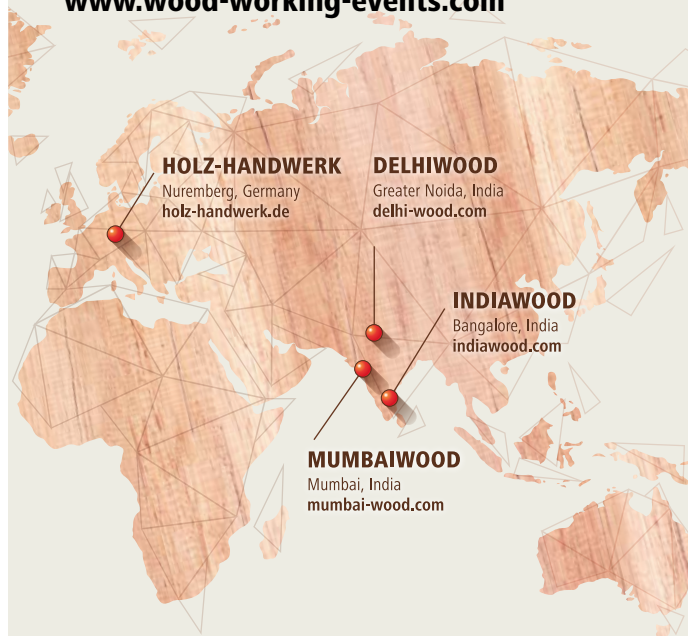 www.wood-working-events.com
HOLZ-HANDWERK
Nuremberg, Germany
holz-handwerk.de
DELHIWOOD
Greater Noida, India
delhi-wood.com
INDIAWOOD
Bangalore, India
indiawood.com
MUMBAIWOOD
Mumbai, India
mumbai-wood.com